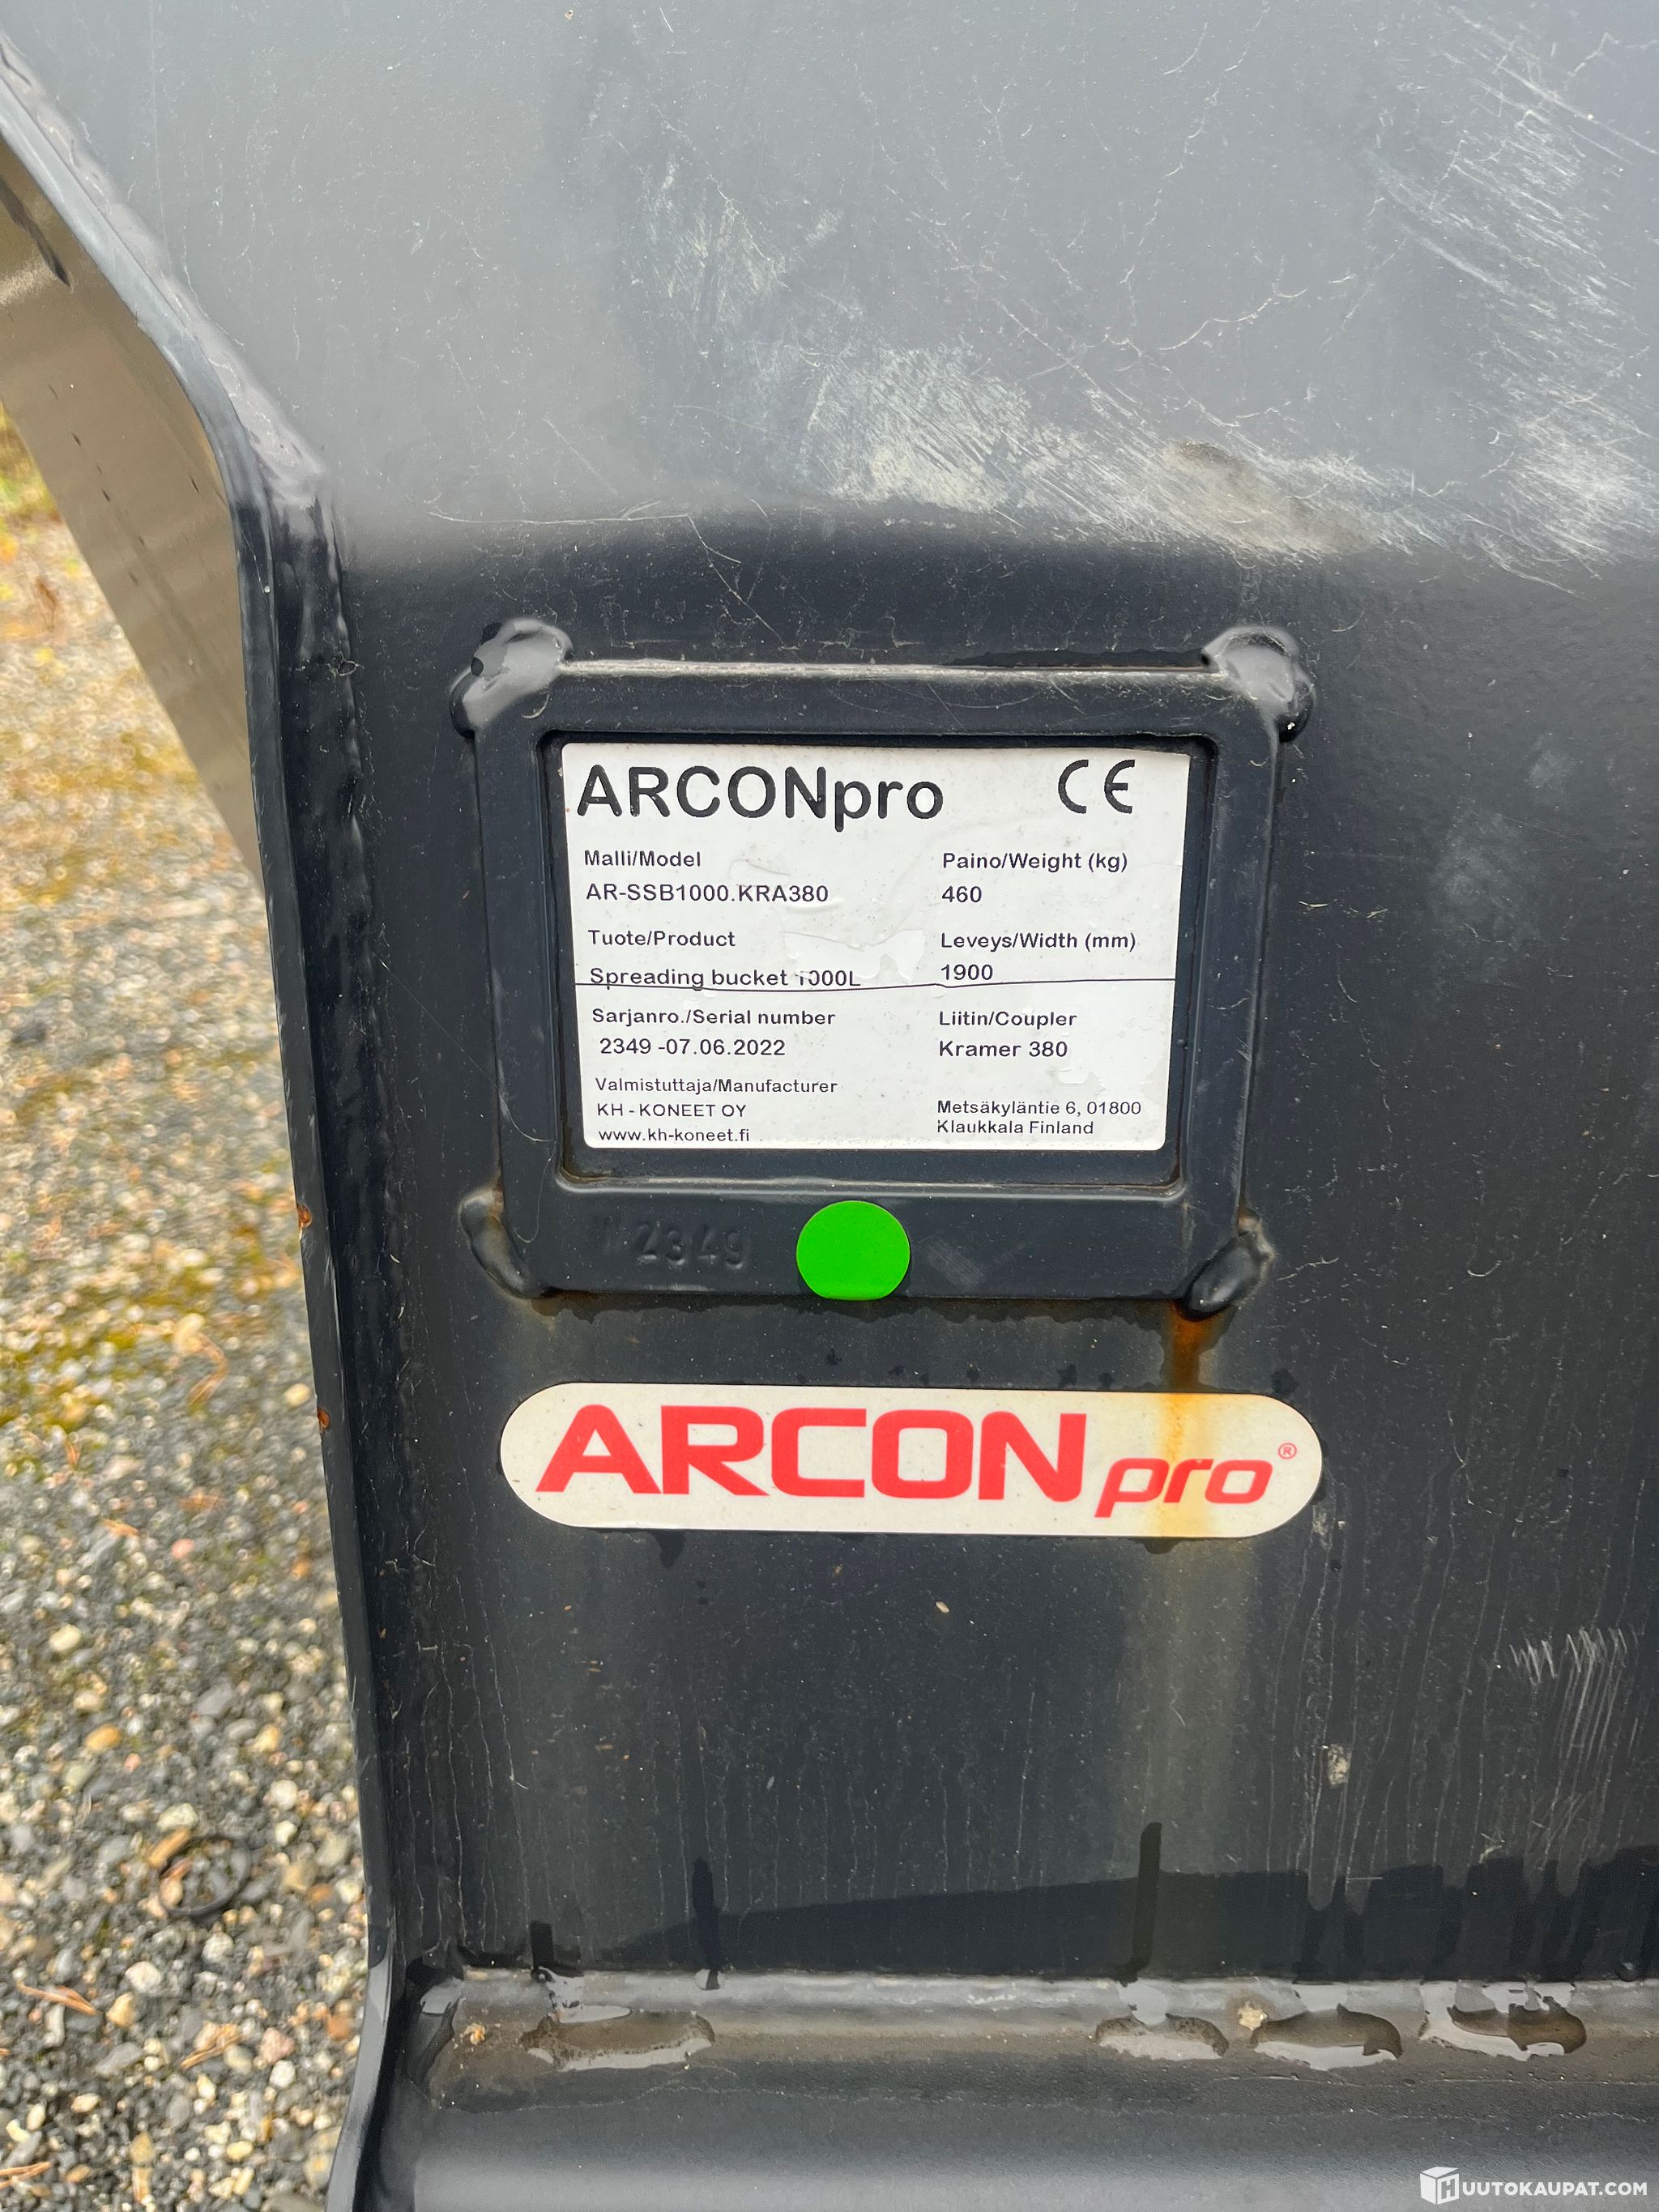 ARCONpro CE
Malli/Model
AR-SSB1000.KRA380
Paino/Weight (kg)
460
Tuote/Product
Spreading bucket 1000L
Leveys/Width (mm)
1900
Sarjanro./Serial number
2349 -07.06.2022
Liitin/Coupler
Kramer 380
Valmistuttaja/Manufacturer
KH - KONEET OY
www.kh-koneet.fi
Metsäkyläntie 6, 01800
Klaukkala Finland
2349
ARCON pro®
HUUTOKAUPAT.COM